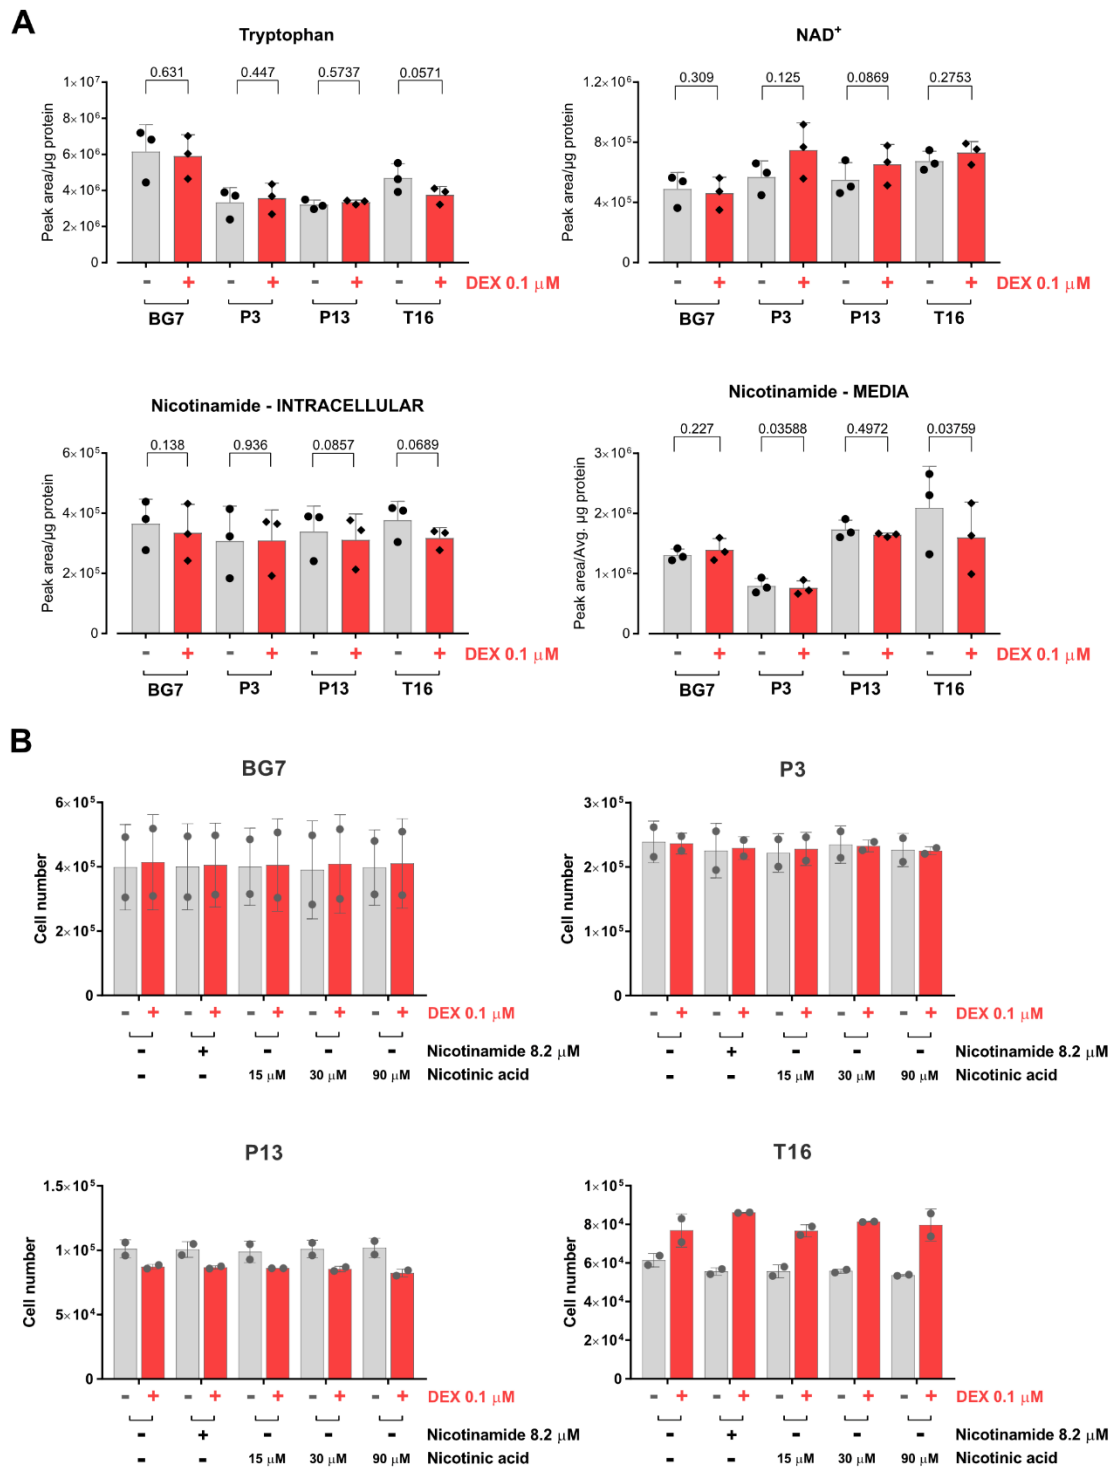 A
Tryptophan
0.631 0.447 0.5737 0.0571
Peak area/µg protein
1×10⁷
8×10⁶
6×10⁶
4×10⁶
2×10⁶
0
- + - + - + - + DEX 0.1 µM
BG7 P3 P13 T16
NAD⁺
0.309 0.125 0.0869 0.2753
Peak area/µg protein
1.2×10⁶
8×10⁵
4×10⁵
0
- + - + - + - + DEX 0.1 µM
BG7 P3 P13 T16
Nicotinamide - INTRACELLULAR
0.138 0.936 0.0857 0.0689
Peak area/µg protein
6×10⁵
4×10⁵
2×10⁵
0
- + - + - + - + DEX 0.1 µM
BG7 P3 P13 T16
Nicotinamide - MEDIA
0.227 0.03588 0.4972 0.03759
Peak area/Avg. µg protein
3×10⁶
2×10⁶
1×10⁶
0
- + - + - + - + DEX 0.1 µM
BG7 P3 P13 T16
B
BG7
Cell number
6×10⁵
4×10⁵
2×10⁵
0
- + - + - + - + - + DEX 0.1 µM
- + - - - Nicotinamide 8.2 µM
- - 15 µM 30 µM 90 µM Nicotinic acid
P3
Cell number
3×10⁵
2×10⁵
1×10⁵
0
- + - + - + - + - + DEX 0.1 µM
- + - - - Nicotinamide 8.2 µM
- - 15 µM 30 µM 90 µM Nicotinic acid
P13
Cell number
1.5×10⁵
1×10⁵
5×10⁴
0
- + - + - + - + - + DEX 0.1 µM
- + - - - Nicotinamide 8.2 µM
- - 15 µM 30 µM 90 µM Nicotinic acid
T16
Cell number
1×10⁵
8×10⁴
6×10⁴
4×10⁴
2×10⁴
0
- + - + - + - + - + DEX 0.1 µM
- + - - - Nicotinamide 8.2 µM
- - 15 µM 30 µM 90 µM Nicotinic acid